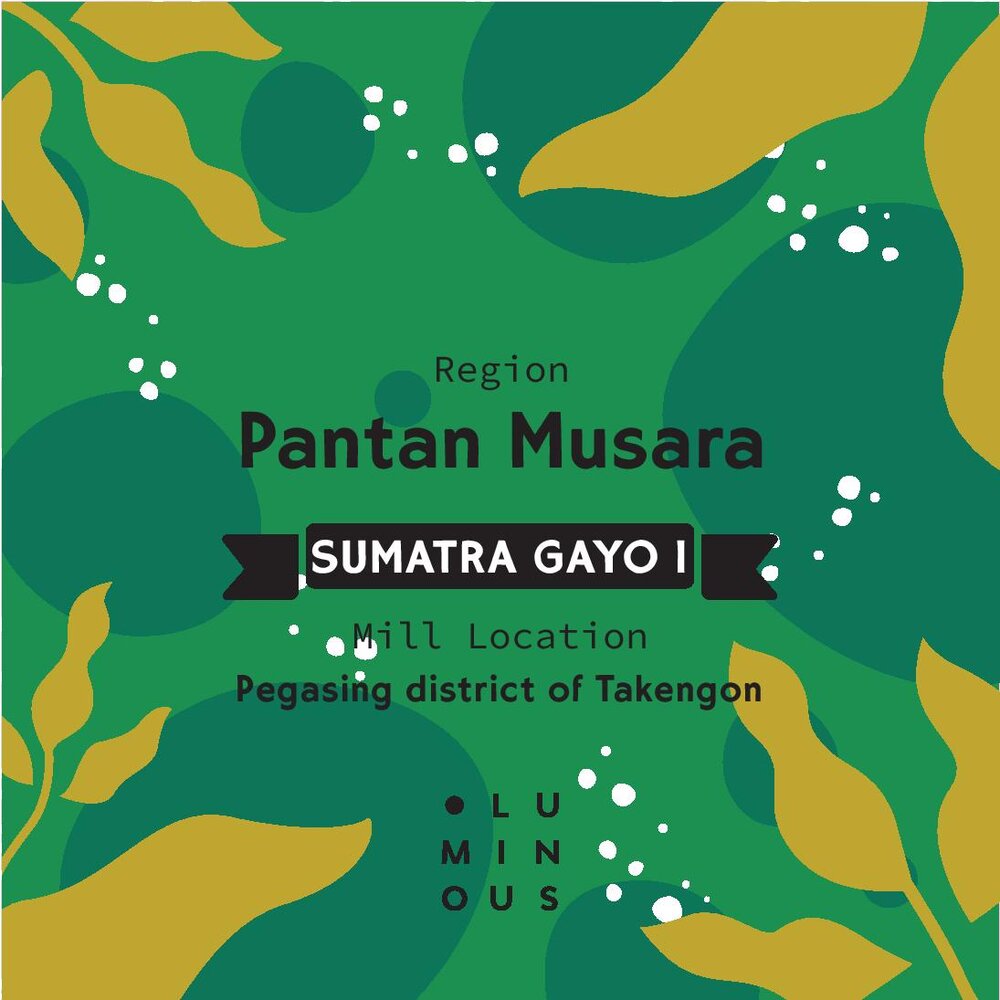 Region
Pantan Musara
SUMATRA GAYO I
Mill Location
Pegasing district of Takengon
LU
MIN
OUS